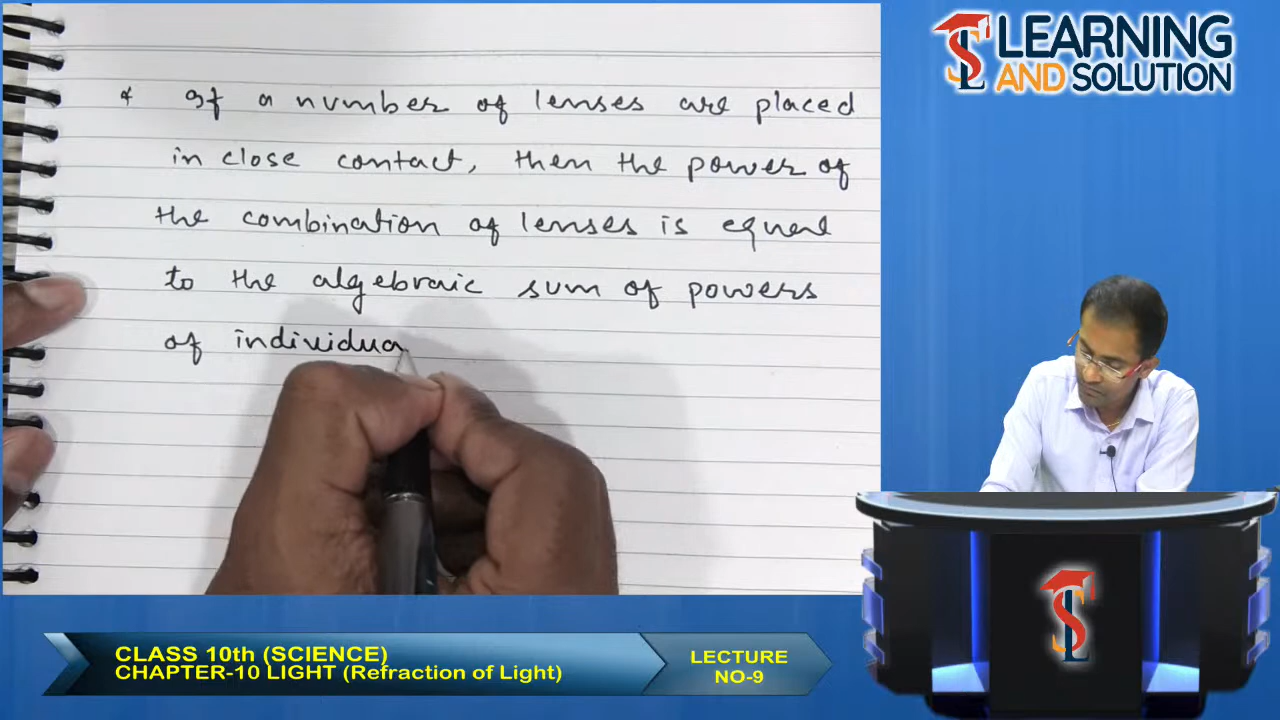 * If a number of lenses are placed
in close contact, then the power of
the combination of lenses is equal
to the algebraic sum of powers
of individua
LEARNING
AND SOLUTION
CLASS 10th (SCIENCE)
CHAPTER-10 LIGHT (Refraction of Light)
LECTURE
NO-9